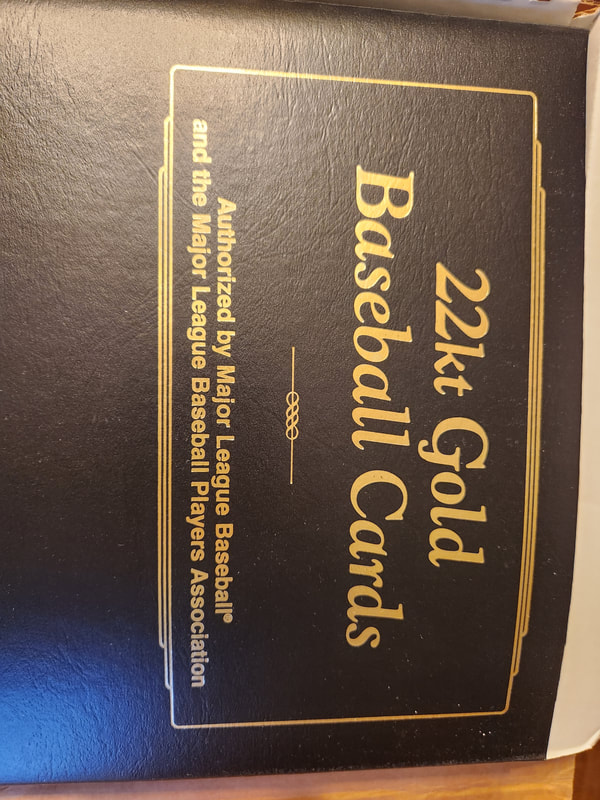 22kt Gold
Baseball Cards
Authorized by Major League Baseball®
and the Major League Baseball Players Association